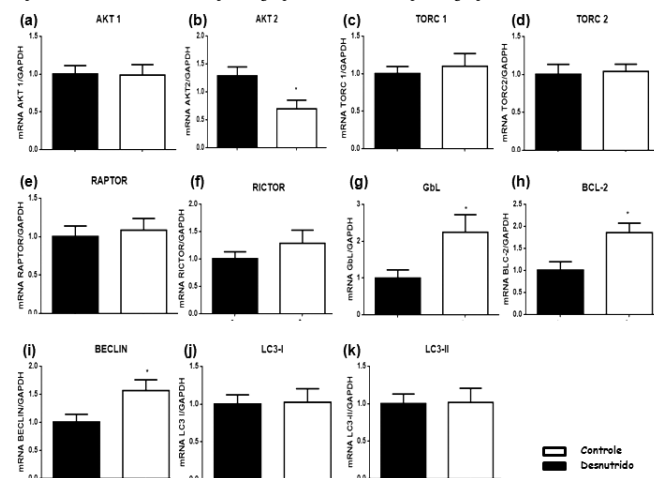 (a) AKT 1
mRNA AKT 1/GAPDH
1.5
1.0
0.5
0.0
(b) AKT 2
mRNA AKT2/GAPDH
2.0
1.5
1.0
0.5
0.0
*
(c) TORC 1
mRNA TORC 1/GAPDH
1.5
1.0
0.5
0.0
(d) TORC 2
mRNA TORC2/GADPH
1.5
1.0
0.5
0.0
(e) RAPTOR
mRNA RAPTOR/GAPDH
1.5
1.0
0.5
0.0
(f) RICTOR
mRNA RICTOR/GAPDH
2.0
1.5
1.0
0.5
0.0
(g) GbL
mRNA GbL/GAPDH
3
2
1
0
*
(h) BCL-2
mRNA BLC-2/GAPDH
2.5
2.0
1.5
1.0
0.5
0.0
*
(i) BECLIN
mRNA BECLIN/GAPDH
2.0
1.5
1.0
0.5
0.0
*
(j) LC3-I
mRNA LC3 I/GAPDH
1.5
1.0
0.5
0.0
(k) LC3-II
mRNA LC3-II/GAPDH
1.5
1.0
0.5
0.0
Controle
Desnutrido